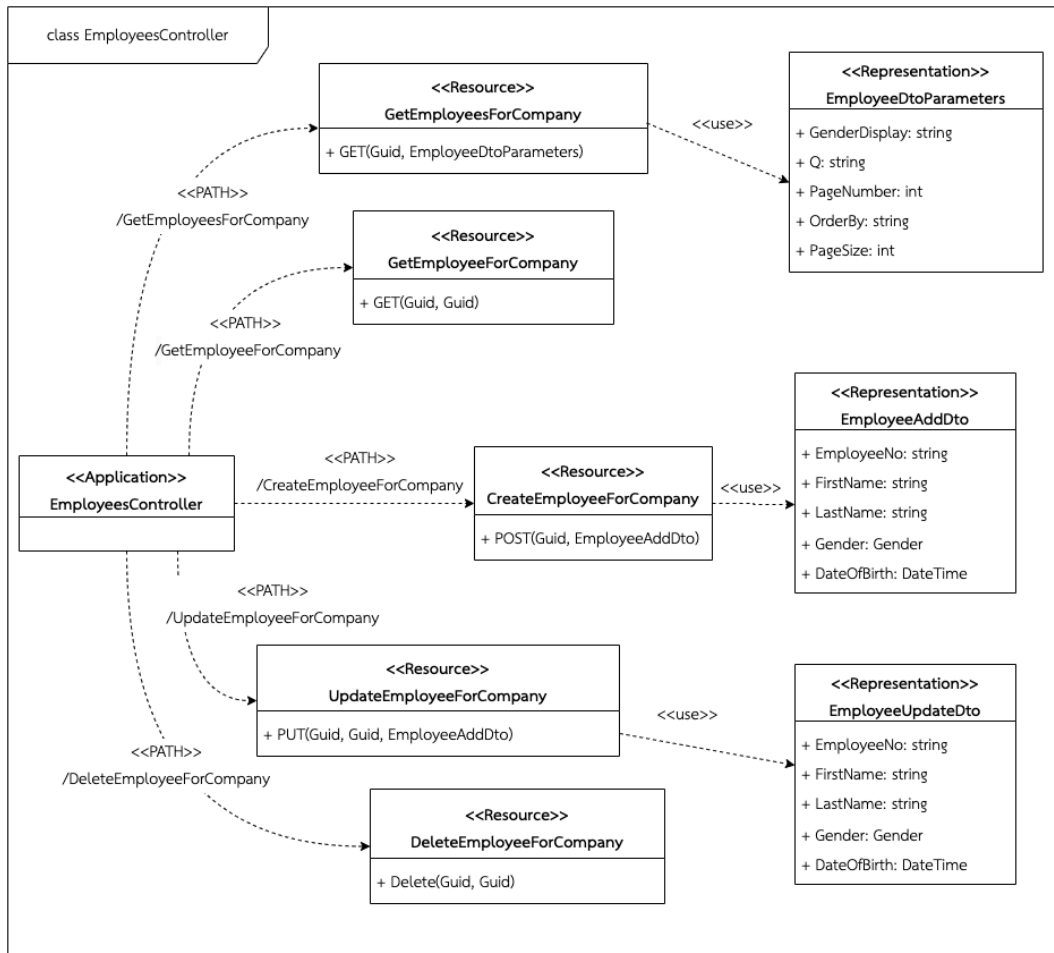 class EmployeesController
<<Resource>>
GetEmployeesForCompany
+ GET(Guid, EmployeeDtoParameters)
<<use>>
<<Representation>>
EmployeeDtoParameters
+ GenderDisplay: string
+ Q: string
+ PageNumber: int
+ OrderBy: string
+ PageSize: int
<<PATH>>
/GetEmployeesForCompany
<<Resource>>
GetEmployeeForCompany
+ GET(Guid, Guid)
<<PATH>>
/GetEmployeeForCompany
<<Application>>
EmployeesController
<<PATH>>
/CreateEmployeeForCompany
<<Resource>>
CreateEmployeeForCompany
+ POST(Guid, EmployeeAddDto)
<<use>>
<<Representation>>
EmployeeAddDto
+ EmployeeNo: string
+ FirstName: string
+ LastName: string
+ Gender: Gender
+ DateOfBirth: DateTime
<<PATH>>
/UpdateEmployeeForCompany
<<Resource>>
UpdateEmployeeForCompany
+ PUT(Guid, Guid, EmployeeAddDto)
<<use>>
<<Representation>>
EmployeeUpdateDto
+ EmployeeNo: string
+ FirstName: string
+ LastName: string
+ Gender: Gender
+ DateOfBirth: DateTime
<<PATH>>
/DeleteEmployeeForCompany
<<Resource>>
DeleteEmployeeForCompany
+ Delete(Guid, Guid)